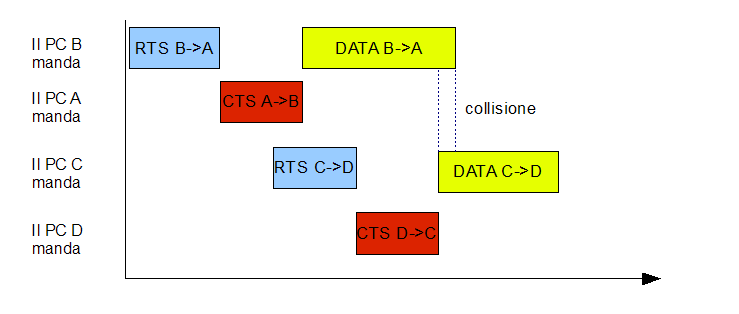 Il PC B
manda
RTS B->A
DATA B->A
Il PC A
manda
CTS A->B
collisione
Il PC C
manda
RTS C->D
DATA C->D
Il PC D
manda
CTS D->C